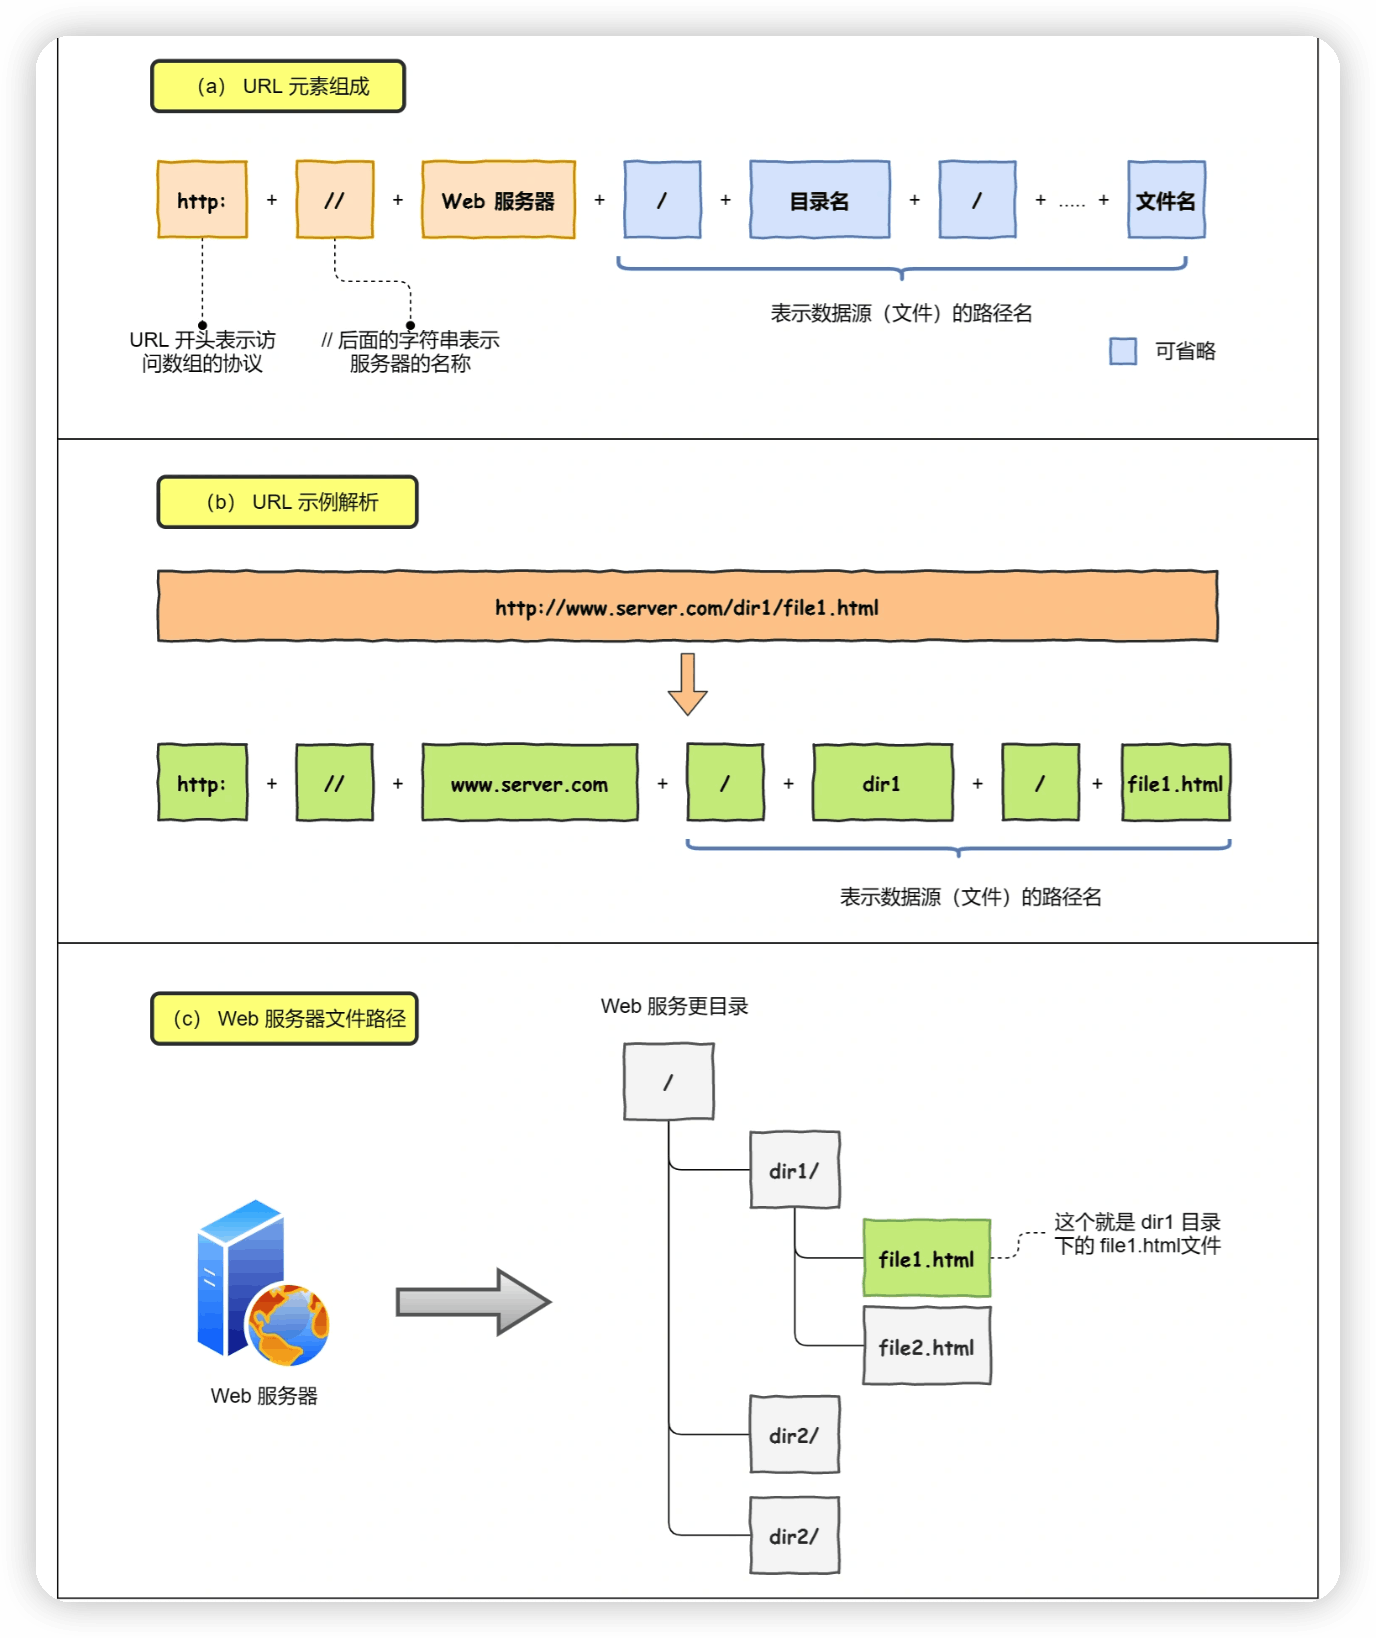 （a） URL 元素组成
http: + // + Web 服务器 + / + 目录名 + / + ..... + 文件名
表示数据源（文件）的路径名
URL 开头表示访
问数组的协议
// 后面的字符串表示
服务器的名称
可省略
（b） URL 示例解析
http://www.server.com/dir1/file1.html
http: + // + www.server.com + / + dir1 + / + file1.html
表示数据源（文件）的路径名
（c） Web 服务器文件路径
Web 服务更目录
/
dir1/
file1.html
这个就是 dir1 目录
下的 file1.html文件
file2.html
Web 服务器
dir2/
dir2/